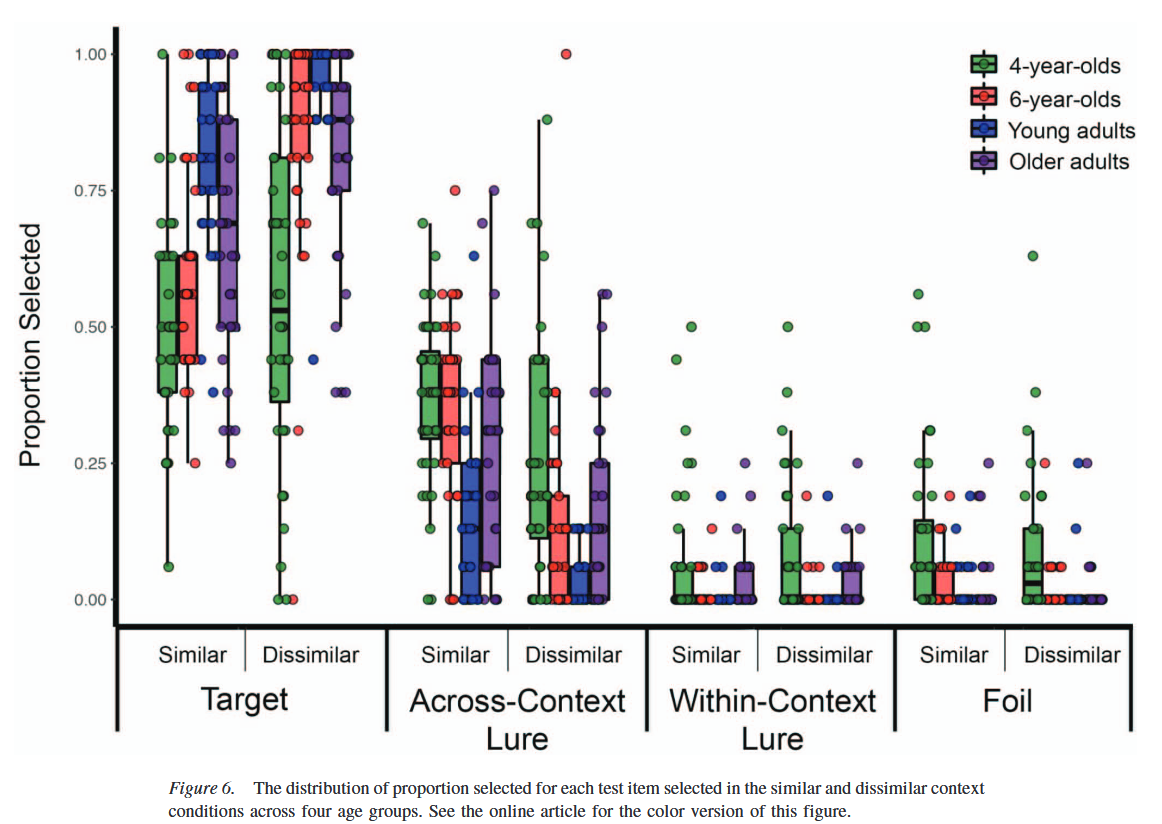 1.00
0.75
0.50
0.25
0.00
Proportion Selected
4-year-olds
6-year-olds
Young adults
Older adults
Similar Dissimilar Similar Dissimilar Similar Dissimilar Similar Dissimilar
Target Across-Context Within-Context Foil
Lure Lure
Figure 6. The distribution of proportion selected for each test item selected in the similar and dissimilar context
conditions across four age groups. See the online article for the color version of this figure.